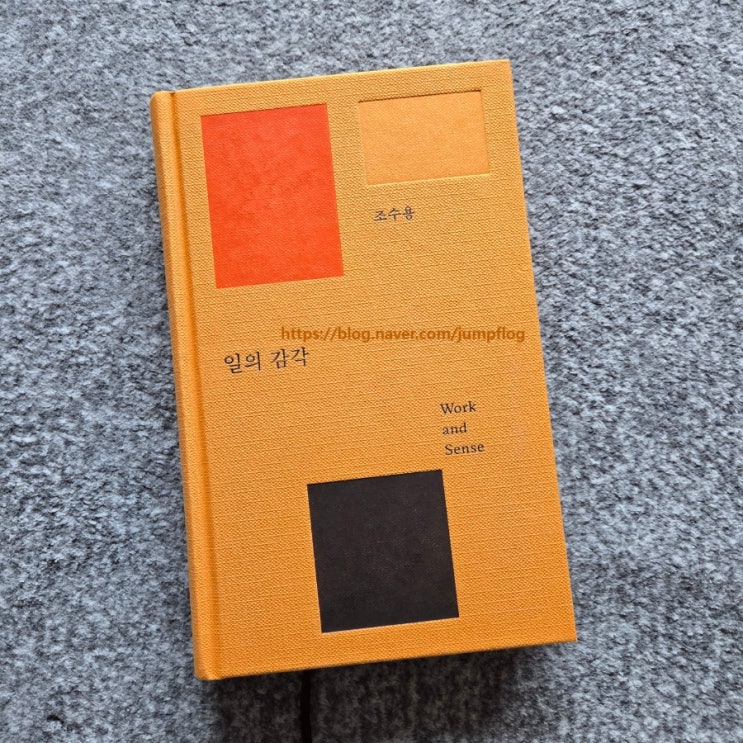 조수용
https://blog.naver.com/jumpflog
일의 감각
Work
and
Sense